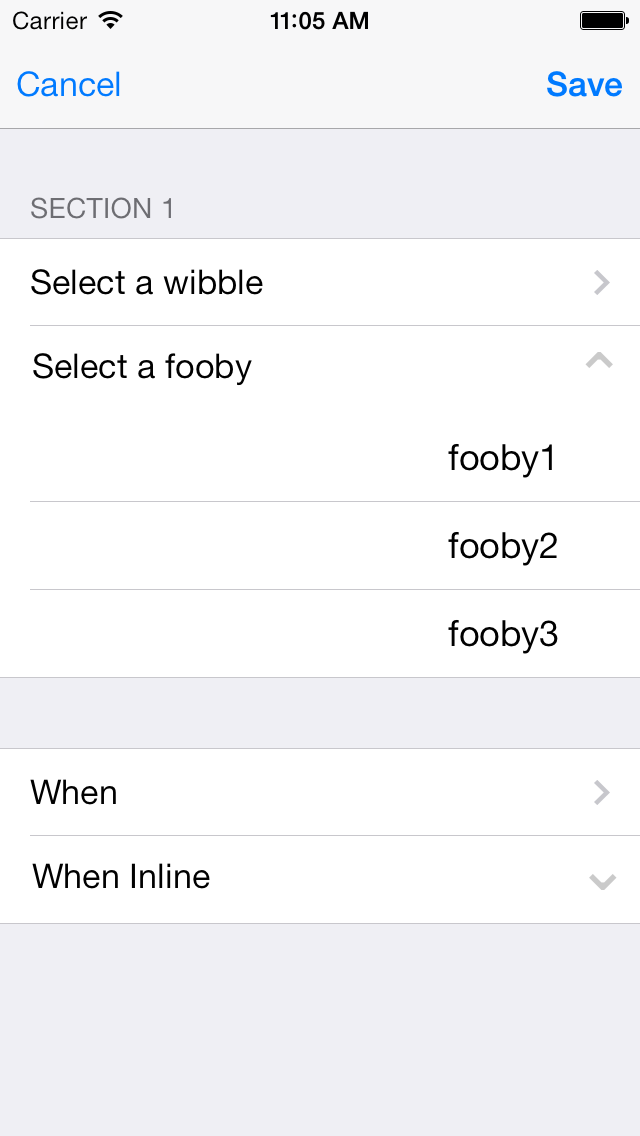 Carrier 11:05 AM
Cancel Save
SECTION 1
Select a wibble
Select a fooby
fooby1
fooby2
fooby3
When
When Inline